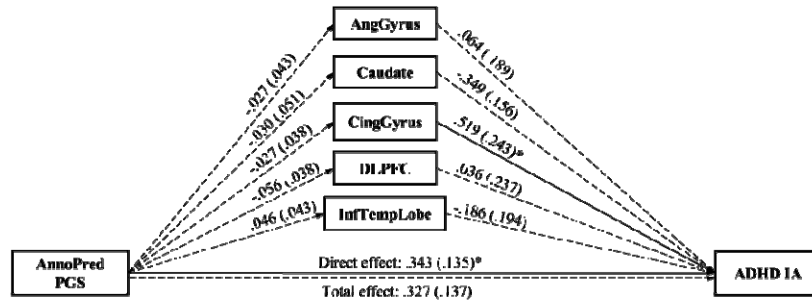 AngGyrus
Caudate
CingGyrus
DLPFC
InfTempLobe
AnnoPred
PGS
ADHD IA
-.027 (.043)
-.030 (.051)
-.027 (.038)
-.056 (.038)
.046 (.043)
.064 (.189)
-.349 (.156)
.519 (.243)*
.036 (.237)
-.186 (.194)
Direct effect: .343 (.135)*
Total effect: .327 (.137)